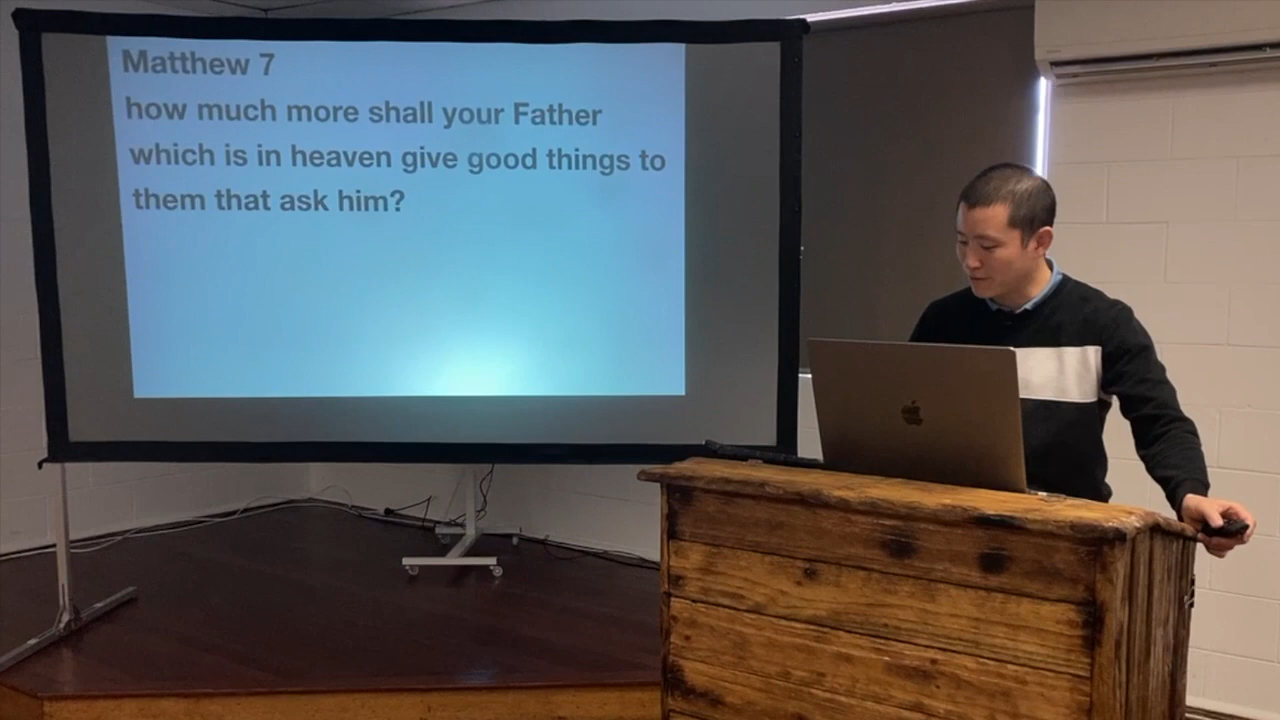 Matthew 7
how much more shall your Father
which is in heaven give good things to
them that ask him?